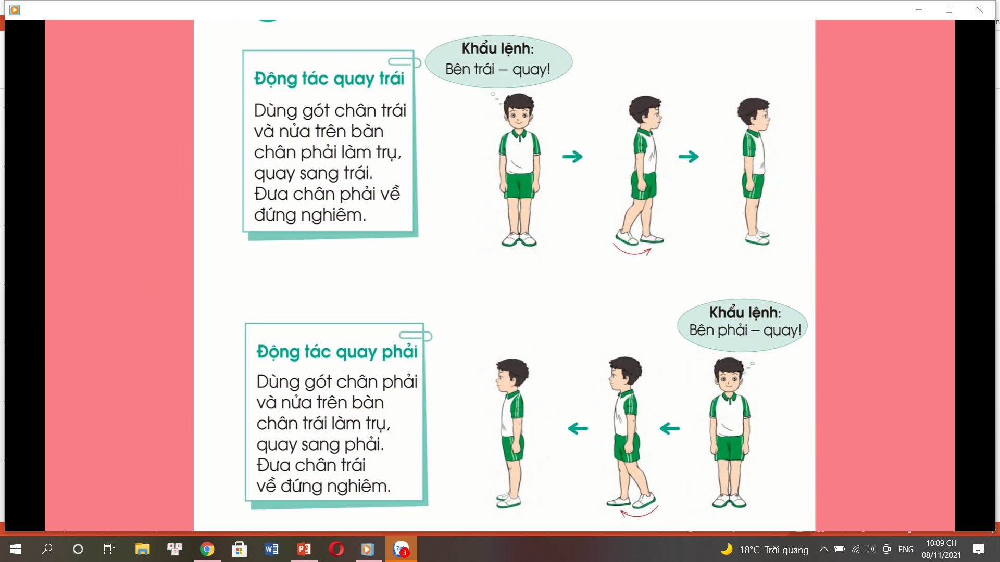 Động tác quay trái
Dùng gót chân trái
và nửa trên bàn
chân phải làm trụ,
quay sang trái.
Đưa chân phải về
đứng nghiêm.
Khẩu lệnh:
Bên trái – quay!
Khẩu lệnh:
Bên phải – quay!
Động tác quay phải
Dùng gót chân phải
và nửa trên bàn
chân trái làm trụ,
quay sang phải.
Đưa chân trái
về đứng nghiêm.
18°C Trời quang
ENG
10:09 CH
08/11/2021
3